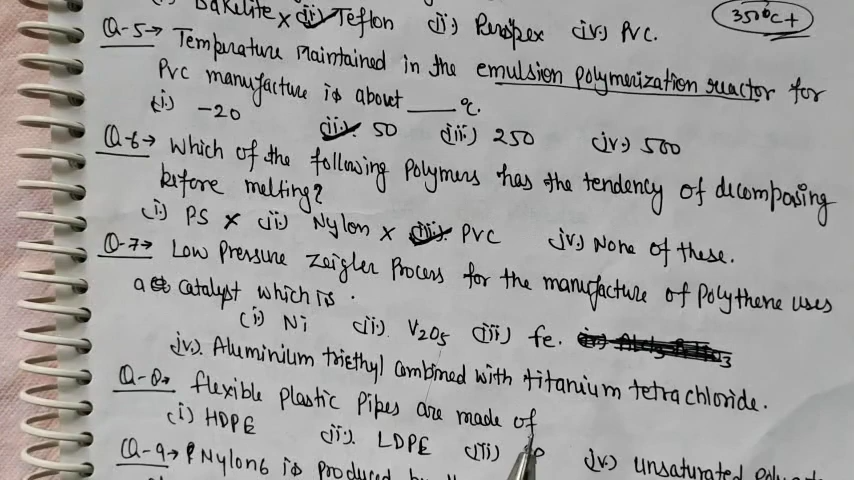 Bakelite × (ii) Teflon (ii) Perspex (iv) PVC.
350°C+
Q-5→ Temperature Maintained in the emulsion polymerization reactor for
PVC manufacture is about ____ °C.
(i) -20 (ii) 50 (iii) 250 (iv) 500
Q-6→ Which of the following Polymers has the tendency of decomposing
before melting?
(i) PS × (ii) Nylon × (iii) PVC (iv) None of these.
Q-7→ Low Pressure Zeigler Process for the manufacture of Polythene uses
a catalyst which is.
(i) Ni (ii) V2O5 (iii) fe.
(iv). Aluminium triethyl combined with titanium tetrachloride.
Q-8→ flexible plastic Pipes are made of
(i) HDPE (ii). LDPE (iii) (iv) unsaturated
Q-9→ Nylon6 is produced